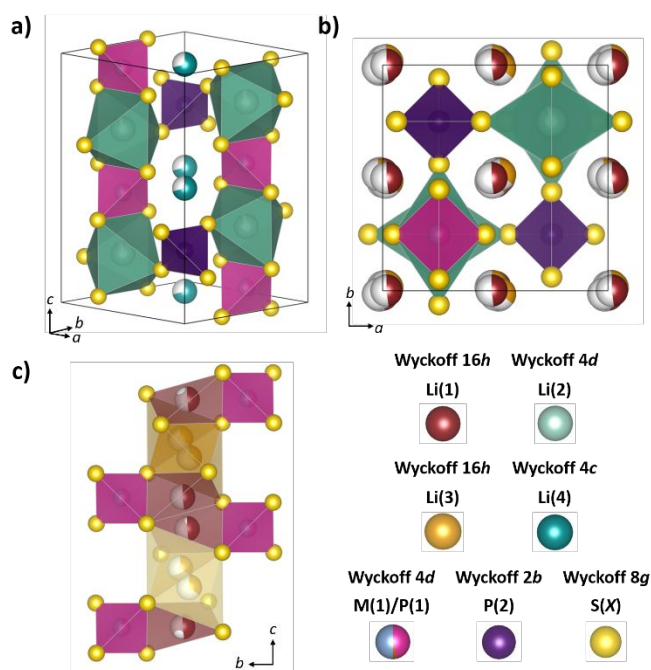 a)
b)
c
b
a
b
a
c)
c
b
Wyckoff 16h Wyckoff 4d
Li(1) Li(2)
Wyckoff 16h Wyckoff 4c
Li(3) Li(4)
Wyckoff 4d Wyckoff 2b Wyckoff 8g
M(1)/P(1) P(2) S(X)